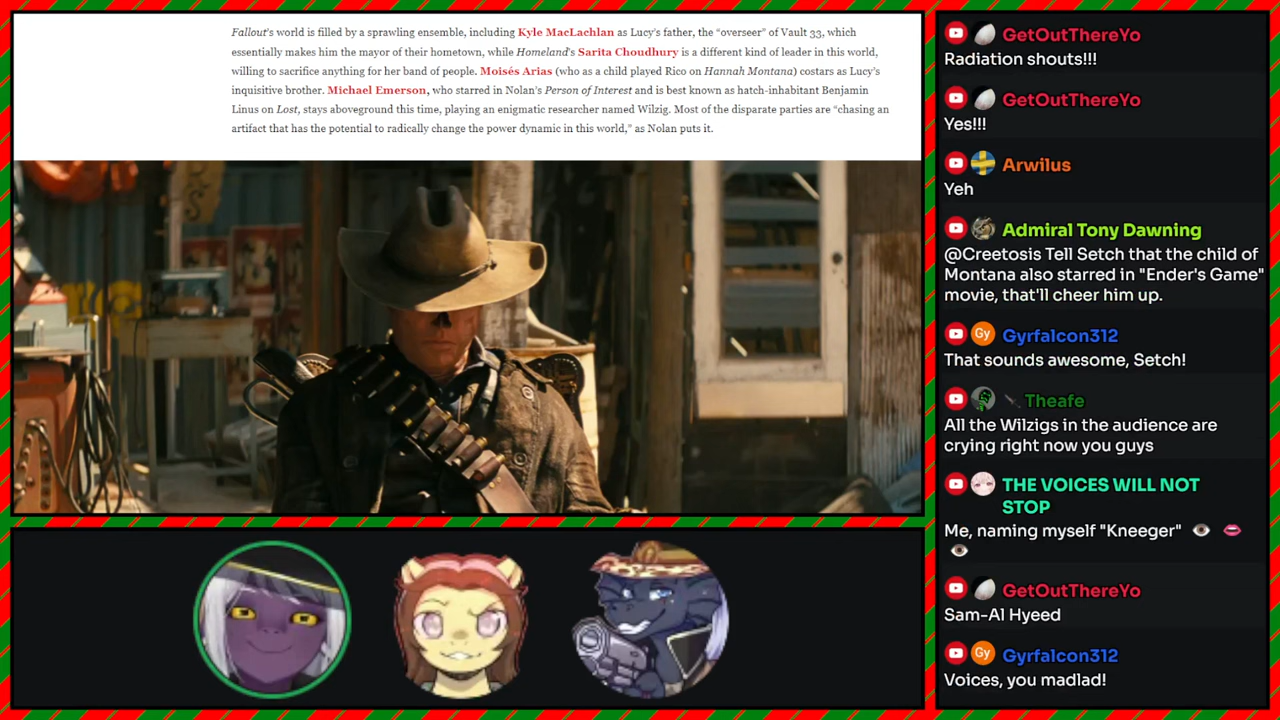 Fallout's world is filled by a sprawling ensemble, including Kyle MacLachlan as Lucy's father, the “overseer” of Vault 33, which
essentially makes him the mayor of their hometown, while Homeland's Sarita Choudhury is a different kind of leader in this world,
willing to sacrifice anything for her band of people. Moisés Arias (who as a child played Rico on Hannah Montana) costars as Lucy's
inquisitive brother. Michael Emerson, who starred in Nolan's Person of Interest and is best known as hatch-inhabitant Benjamin
Linus on Lost, stays aboveground this time, playing an enigmatic researcher named Wilzig. Most of the disparate parties are “chasing an
artifact that has the potential to radically change the power dynamic in this world,” as Nolan puts it.
GetOutThereYo
Radiation shouts!!!
GetOutThereYo
Yes!!!
Arwilus
Yeh
Admiral Tony Dawning
@Creetosis Tell Setch that the child of
Montana also starred in "Ender's Game"
movie, that'll cheer him up.
Gy Gyrfalcon312
That sounds awesome, Setch!
Theafe
All the Wilzigs in the audience are
crying right now you guys
THE VOICES WILL NOT
STOP
Me, naming myself "Kneeger" 👁️ 👄
👁️
GetOutThereYo
Sam-Al Hyeed
Gy Gyrfalcon312
Voices, you madlad!